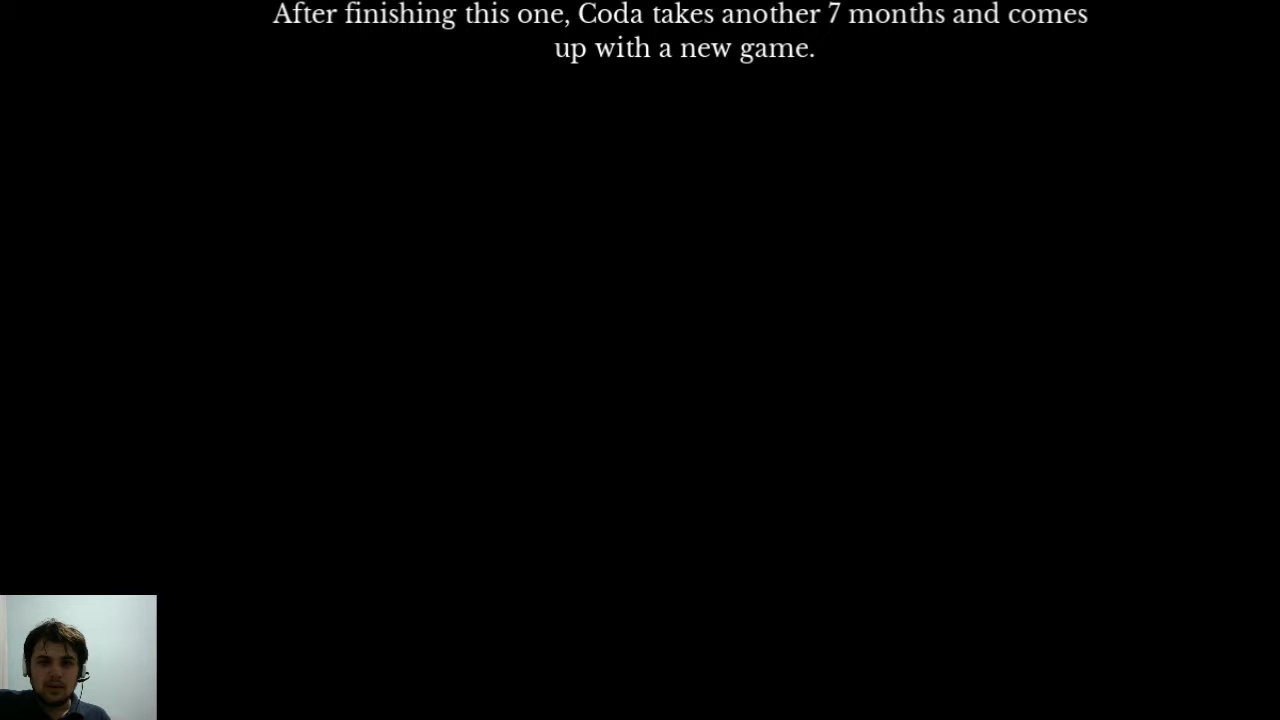 After finishing this one, Coda takes another 7 months and comes
up with a new game.